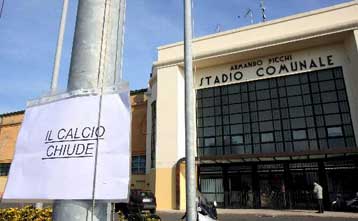 IL CALCIO
CHIUDE
ARMANDO PICCHI
STADIO COMUNALE